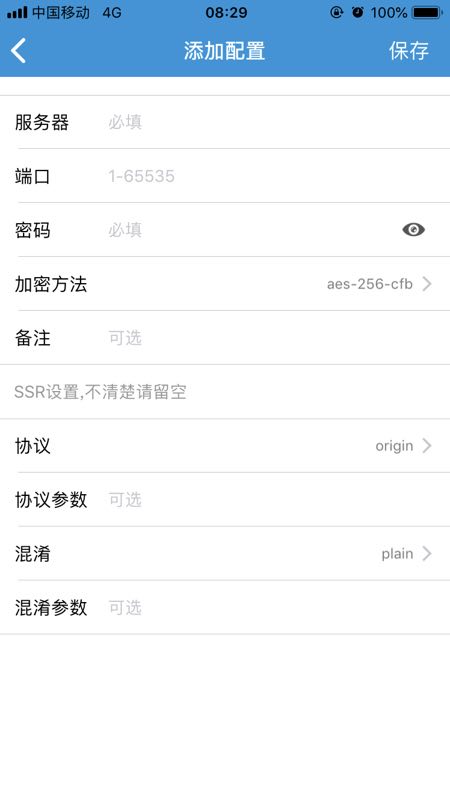 中国移动 4G 08:29 100%
添加配置 保存
服务器 必填
端口 1-65535
密码 必填
加密方法 aes-256-cfb
备注 可选
SSR设置,不清楚请留空
协议 origin
协议参数 可选
混淆 plain
混淆参数 可选